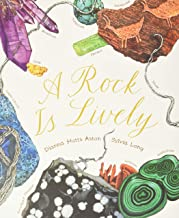 A Rock
Is Lively
Dianna Hutts Aston
Sylvia Long